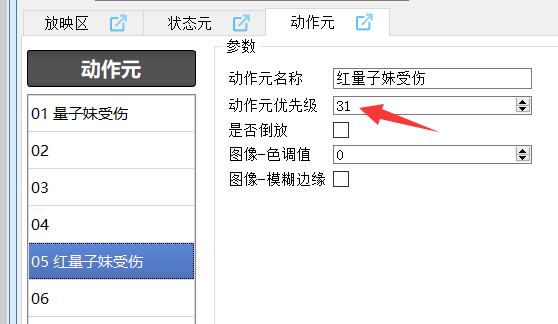 放映区
状态元
动作元
动作元
01 量子妹受伤
02
03
04
05 红量子妹受伤
06
参数
动作元名称 红量子妹受伤
动作元优先级 31
是否倒放
图像-色调值 0
图像-模糊边缘